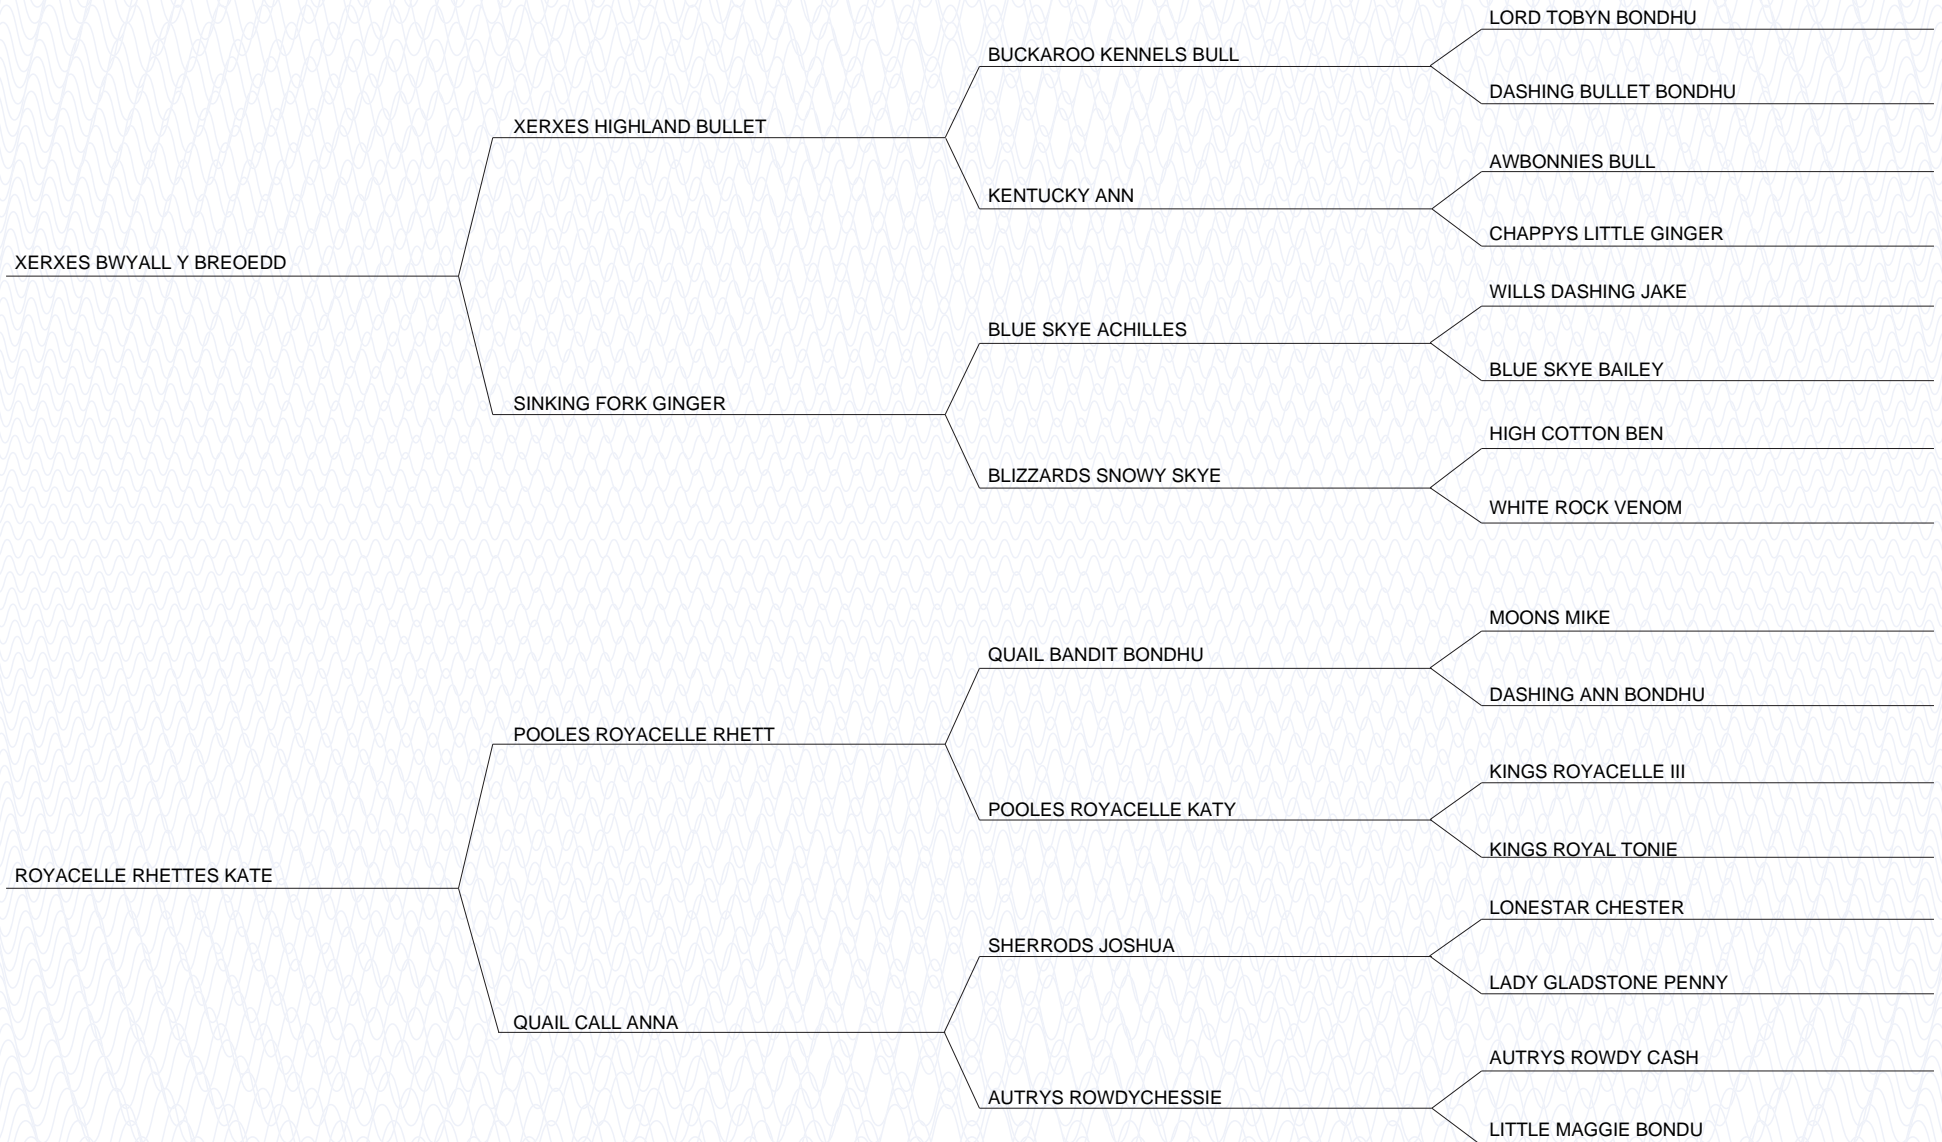 LORD TOBYN BONDHU
BUCKAROO KENNELS BULL
DASHING BULLET BONDHU
XERXES HIGHLAND BULLET
AWBONNIES BULL
KENTUCKY ANN
CHAPPYS LITTLE GINGER
XERXES BWYALL Y BREOEDD
WILLS DASHING JAKE
BLUE SKYE ACHILLES
BLUE SKYE BAILEY
SINKING FORK GINGER
HIGH COTTON BEN
BLIZZARDS SNOWY SKYE
WHITE ROCK VENOM
MOONS MIKE
QUAIL BANDIT BONDHU
DASHING ANN BONDHU
POOLES ROYACELLE RHETT
KINGS ROYACELLE III
POOLES ROYACELLE KATY
KINGS ROYAL TONIE
ROYACELLE RHETTES KATE
LONESTAR CHESTER
SHERRODS JOSHUA
LADY GLADSTONE PENNY
QUAIL CALL ANNA
AUTRYS ROWDY CASH
AUTRYS ROWDYCHESSIE
LITTLE MAGGIE BONDU